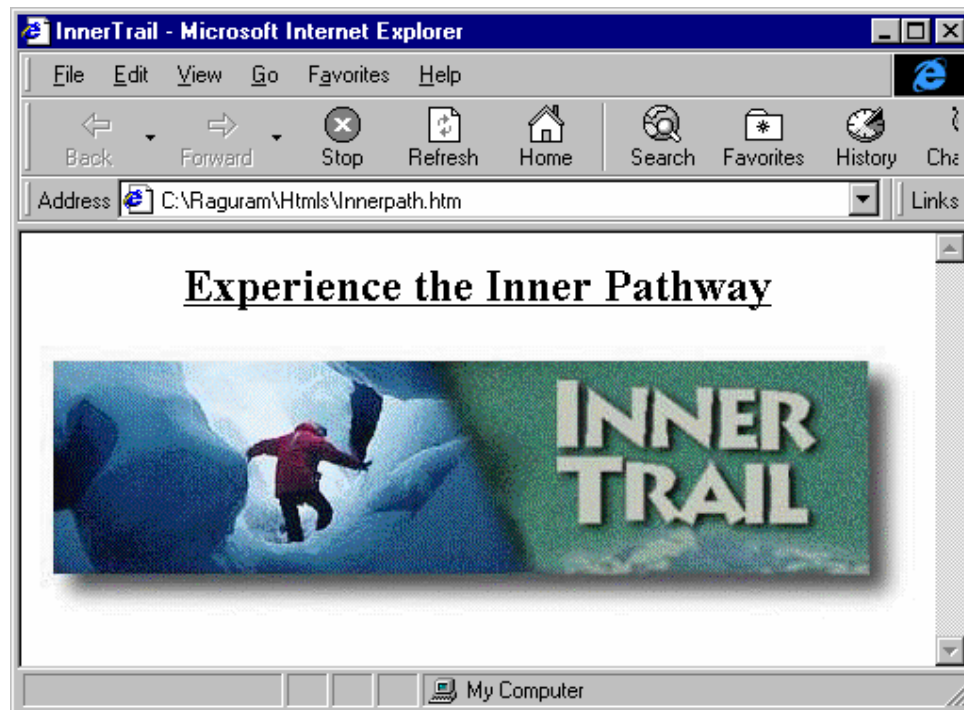 InnerTrail - Microsoft Internet Explorer
File Edit View Go Favorites Help
Back Forward Stop Refresh Home Search Favorites History Cha
Address C:\Raguram\Htmls\Innerpath.htm Links
Experience the Inner Pathway
INNER
TRAIL
My Computer